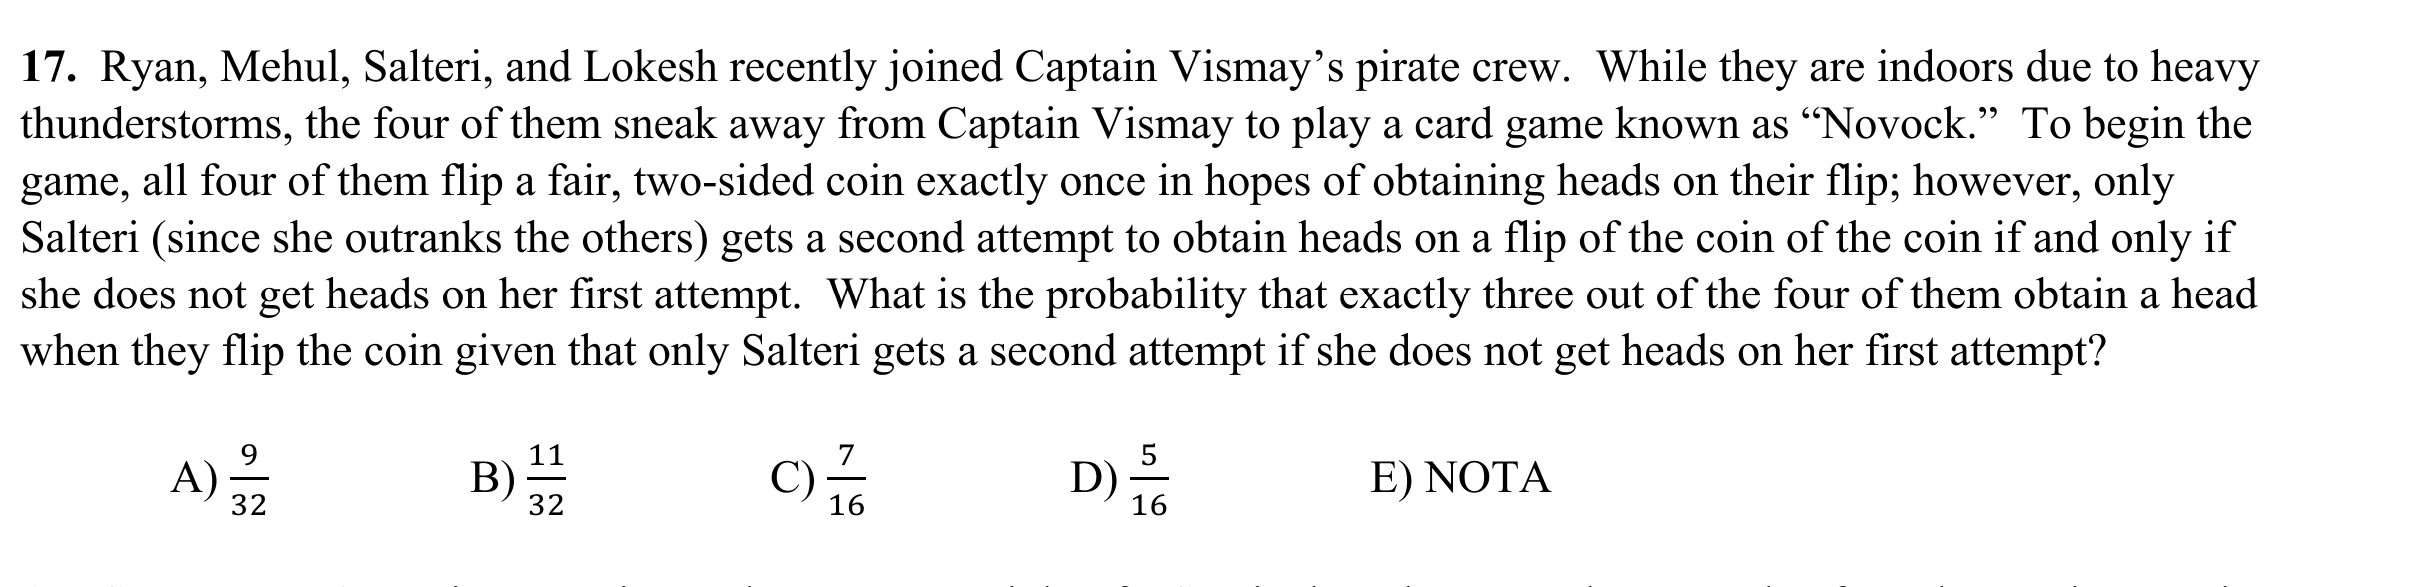 17. Ryan, Mehul, Salteri, and Lokesh recently joined Captain Vismay’s pirate crew. While they are indoors due to heavy
thunderstorms, the four of them sneak away from Captain Vismay to play a card game known as “Novock.” To begin the
game, all four of them flip a fair, two-sided coin exactly once in hopes of obtaining heads on their flip; however, only
Salteri (since she outranks the others) gets a second attempt to obtain heads on a flip of the coin of the coin if and only if
she does not get heads on her first attempt. What is the probability that exactly three out of the four of them obtain a head
when they flip the coin given that only Salteri gets a second attempt if she does not get heads on her first attempt?
A) 9/32 B) 11/32 C) 7/16 D) 5/16 E) NOTA